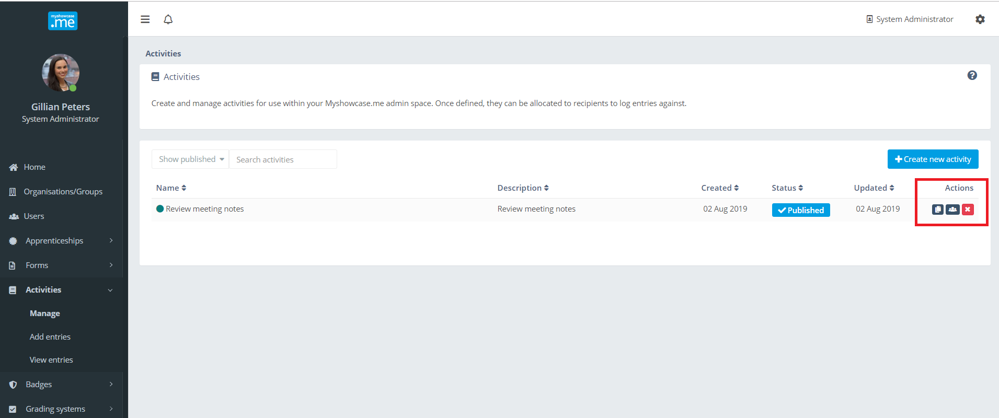 myshowcase
.me
System Administrator
Gillian Peters
System Administrator
Home
Organisations/Groups
Users
Apprenticeships
Forms
Activities
Manage
Add entries
View entries
Badges
Grading systems
Activities
Activities
Create and manage activities for use within your Myshowcase.me admin space. Once defined, they can be allocated to recipients to log entries against.
Show published
Search activities
Create new activity
Name Description Created Status Updated Actions
Review meeting notes Review meeting notes 02 Aug 2019 Published 02 Aug 2019